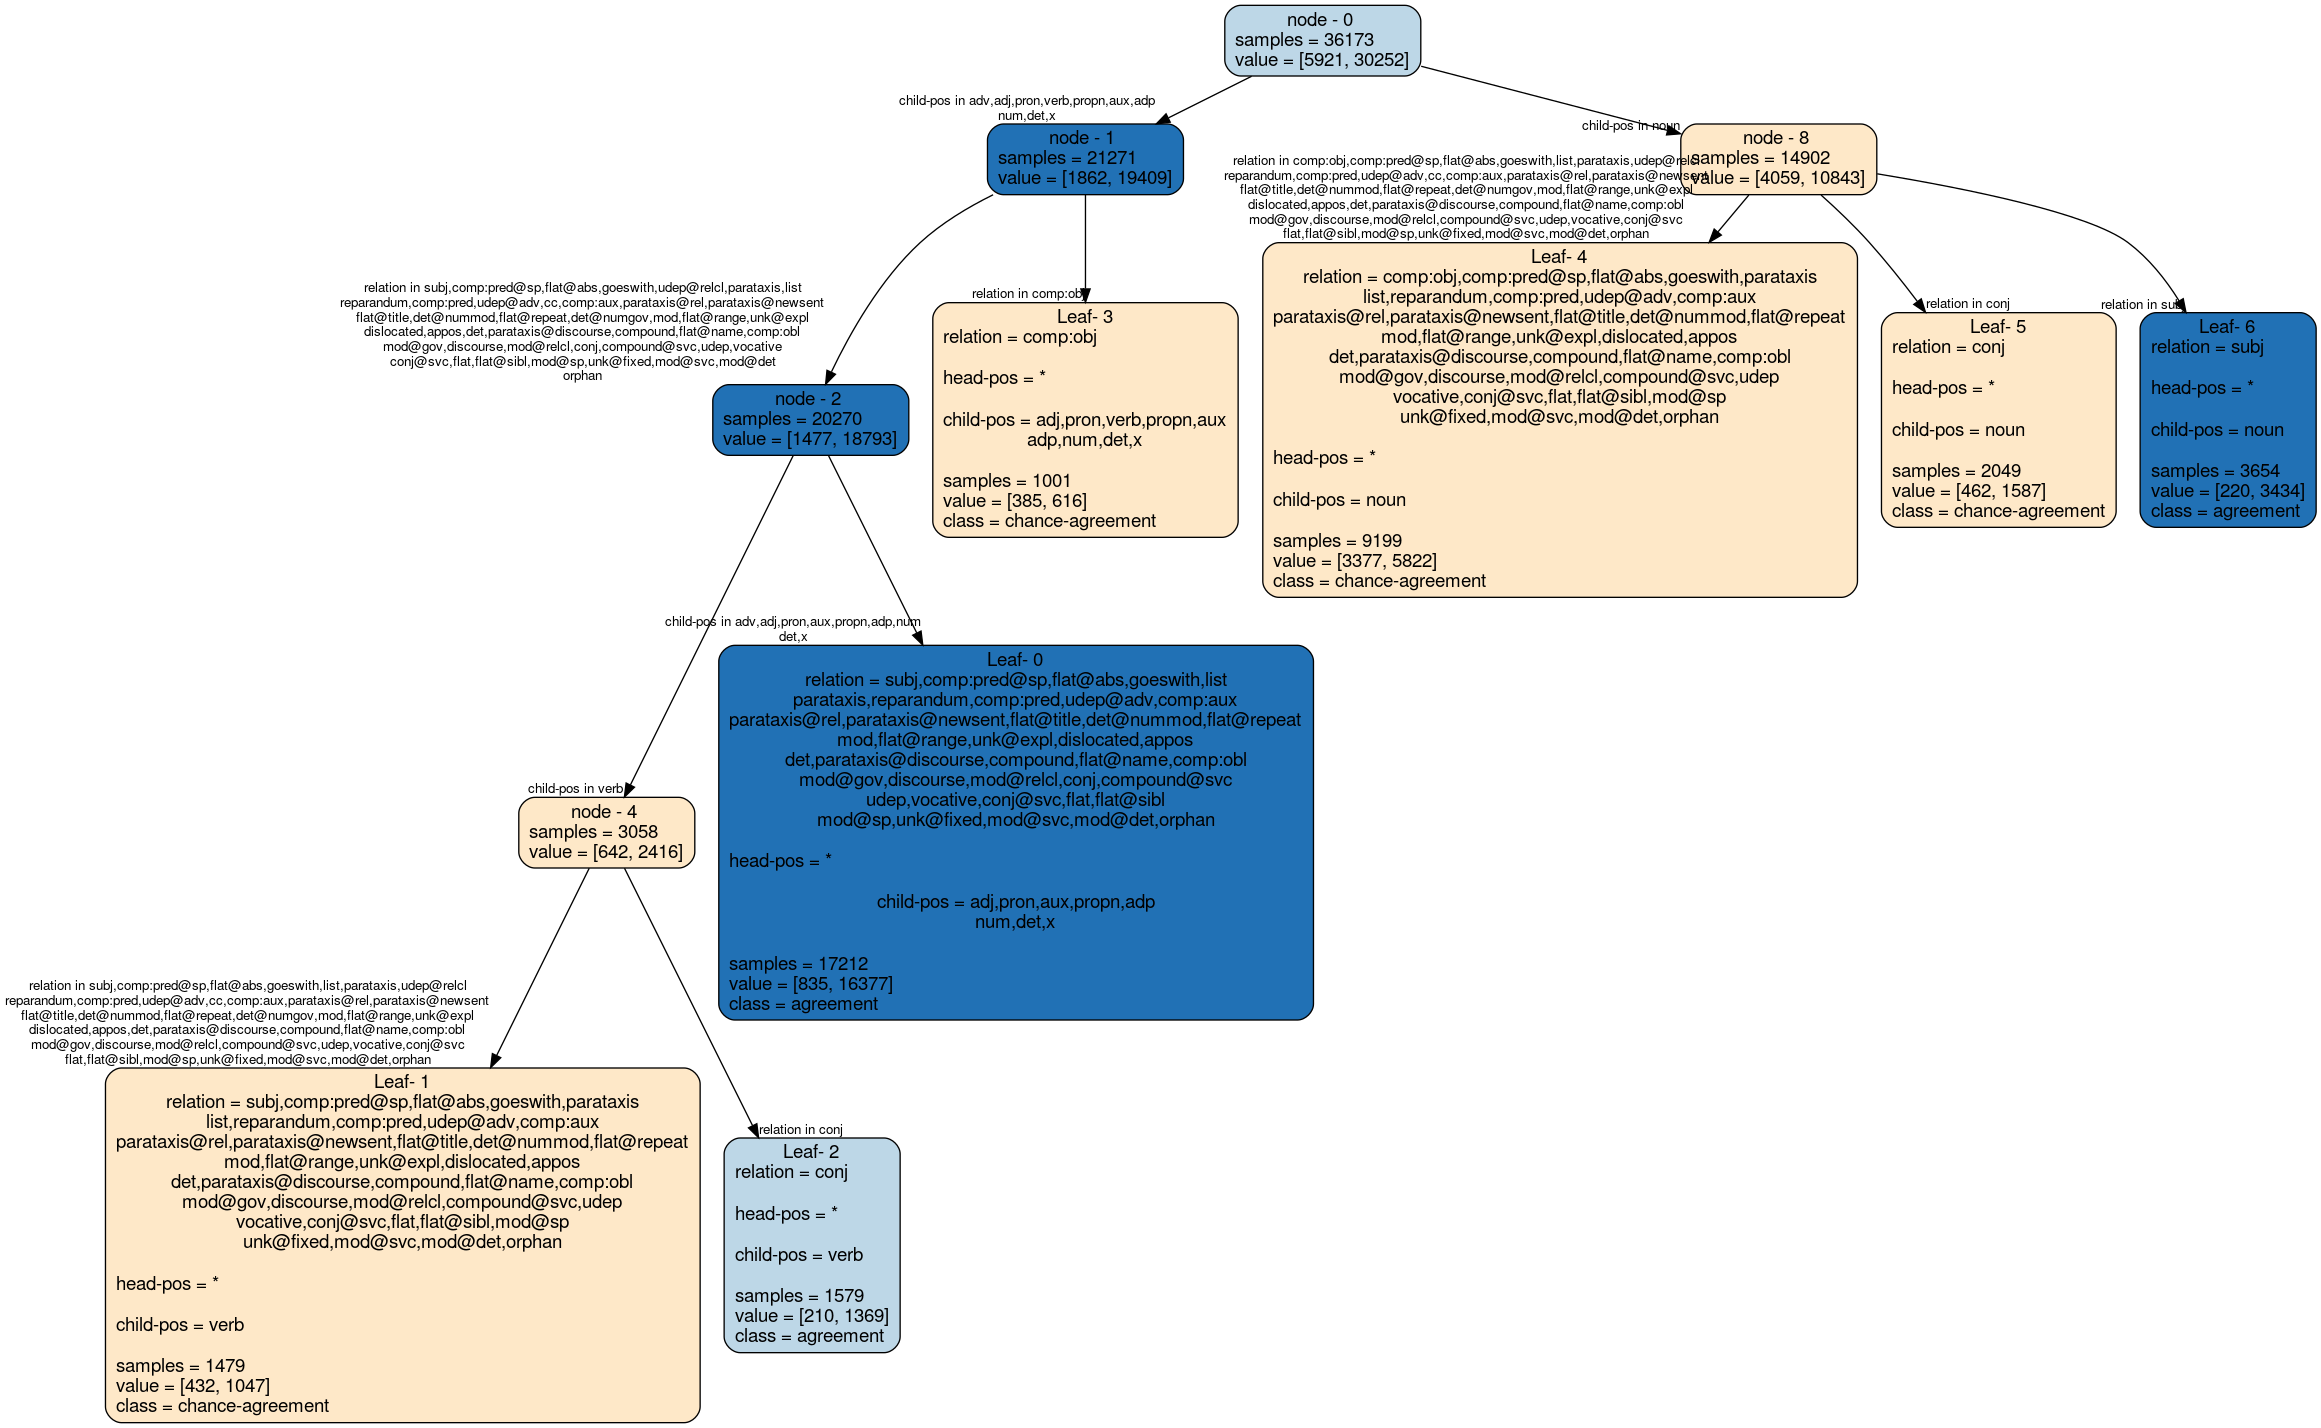 node - 0
samples = 36173
value = [5921, 30252]
child-pos in adv,adj,pron,verb,propn,aux,adp
num,det,x
node - 1
samples = 21271
value = [1862, 19409]
child-pos in noun
node - 8
samples = 14902
value = [4059, 10843]
relation in subj,comp:pred@sp,flat@abs,goeswith,udep@relcl,parataxis,list
reparandum,comp:pred,udep@adv,cc,comp:aux,parataxis@rel,parataxis@newsent
flat@title,det@nummod,flat@repeat,det@numgov,mod,flat@range,unk@expl
dislocated,appos,det,parataxis@discourse,compound,flat@name,comp:obl
mod@gov,discourse,mod@relcl,conj,compound@svc,udep,vocative
conj@svc,flat,flat@sibl,mod@sp,unk@fixed,mod@svc,mod@det
orphan
node - 2
samples = 20270
value = [1477, 18793]
relation in comp:obj
Leaf- 3
relation = comp:obj
head-pos = *
child-pos = adj,pron,verb,propn,aux
adp,num,det,x
samples = 1001
value = [385, 616]
class = chance-agreement
relation in comp:obj,comp:pred@sp,flat@abs,goeswith,list,parataxis,udep@relcl
reparandum,comp:pred,udep@adv,cc,comp:aux,parataxis@rel,parataxis@newsent
flat@title,det@nummod,flat@repeat,det@numgov,mod,flat@range,unk@expl
dislocated,appos,det,parataxis@discourse,compound,flat@name,comp:obl
mod@gov,discourse,mod@relcl,compound@svc,udep,vocative,conj@svc
flat,flat@sibl,mod@sp,unk@fixed,mod@svc,mod@det,orphan
Leaf- 4
relation = comp:obj,comp:pred@sp,flat@abs,goeswith,parataxis
list,reparandum,comp:pred,udep@adv,comp:aux
parataxis@rel,parataxis@newsent,flat@title,det@nummod,flat@repeat
mod,flat@range,unk@expl,dislocated,appos
det,parataxis@discourse,compound,flat@name,comp:obl
mod@gov,discourse,mod@relcl,compound@svc,udep
vocative,conj@svc,flat,flat@sibl,mod@sp
unk@fixed,mod@svc,mod@det,orphan
head-pos = *
child-pos = noun
samples = 9199
value = [3377, 5822]
class = chance-agreement
relation in conj
Leaf- 5
relation = conj
head-pos = *
child-pos = noun
samples = 2049
value = [462, 1587]
class = chance-agreement
relation in subj
Leaf- 6
relation = subj
head-pos = *
child-pos = noun
samples = 3654
value = [220, 3434]
class = agreement
child-pos in verb
node - 4
samples = 3058
value = [642, 2416]
child-pos in adv,adj,pron,aux,propn,adp,num
det,x
Leaf- 0
relation = subj,comp:pred@sp,flat@abs,goeswith,list
parataxis,reparandum,comp:pred,udep@adv,comp:aux
parataxis@rel,parataxis@newsent,flat@title,det@nummod,flat@repeat
mod,flat@range,unk@expl,dislocated,appos
det,parataxis@discourse,compound,flat@name,comp:obl
mod@gov,discourse,mod@relcl,conj,compound@svc
udep,vocative,conj@svc,flat,flat@sibl
mod@sp,unk@fixed,mod@svc,mod@det,orphan
head-pos = *
child-pos = adj,pron,aux,propn,adp
num,det,x
samples = 17212
value = [835, 16377]
class = agreement
relation in subj,comp:pred@sp,flat@abs,goeswith,list,parataxis,udep@relcl
reparandum,comp:pred,udep@adv,cc,comp:aux,parataxis@rel,parataxis@newsent
flat@title,det@nummod,flat@repeat,det@numgov,mod,flat@range,unk@expl
dislocated,appos,det,parataxis@discourse,compound,flat@name,comp:obl
mod@gov,discourse,mod@relcl,compound@svc,udep,vocative,conj@svc
flat,flat@sibl,mod@sp,unk@fixed,mod@svc,mod@det,orphan
Leaf- 1
relation = subj,comp:pred@sp,flat@abs,goeswith,parataxis
list,reparandum,comp:pred,udep@adv,comp:aux
parataxis@rel,parataxis@newsent,flat@title,det@nummod,flat@repeat
mod,flat@range,unk@expl,dislocated,appos
det,parataxis@discourse,compound,flat@name,comp:obl
mod@gov,discourse,mod@relcl,compound@svc,udep
vocative,conj@svc,flat,flat@sibl,mod@sp
unk@fixed,mod@svc,mod@det,orphan
head-pos = *
child-pos = verb
samples = 1479
value = [432, 1047]
class = chance-agreement
relation in conj
Leaf- 2
relation = conj
head-pos = *
child-pos = verb
samples = 1579
value = [210, 1369]
class = agreement